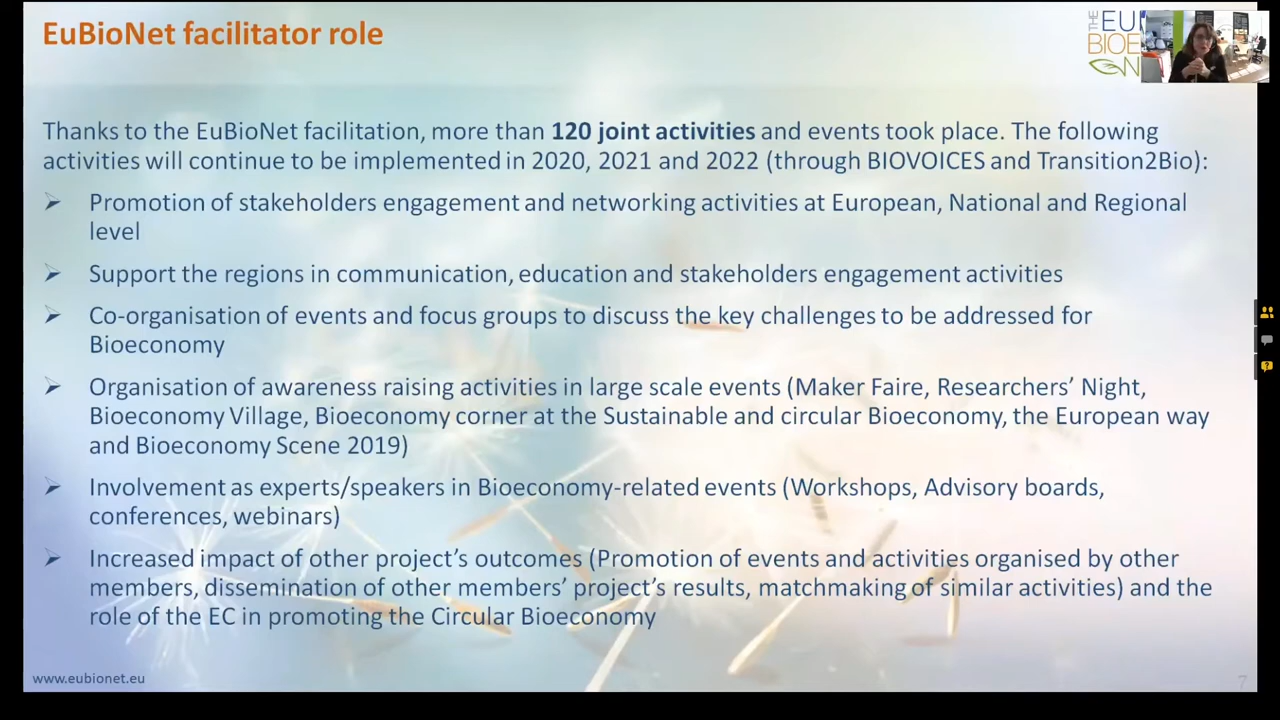 EuBioNet facilitator role
THE
EU
BIOE
N
Thanks to the EuBioNet facilitation, more than 120 joint activities and events took place. The following
activities will continue to be implemented in 2020, 2021 and 2022 (through BIOVOICES and Transition2Bio):
Promotion of stakeholders engagement and networking activities at European, National and Regional
level
Support the regions in communication, education and stakeholders engagement activities
Co-organisation of events and focus groups to discuss the key challenges to be addressed for
Bioeconomy
Organisation of awareness raising activities in large scale events (Maker Faire, Researchers’ Night,
Bioeconomy Village, Bioeconomy corner at the Sustainable and circular Bioeconomy, the European way
and Bioeconomy Scene 2019)
Involvement as experts/speakers in Bioeconomy-related events (Workshops, Advisory boards,
conferences, webinars)
Increased impact of other project’s outcomes (Promotion of events and activities organised by other
members, dissemination of other members’ project’s results, matchmaking of similar activities) and the
role of the EC in promoting the Circular Bioeconomy
www.eubionet.eu
7